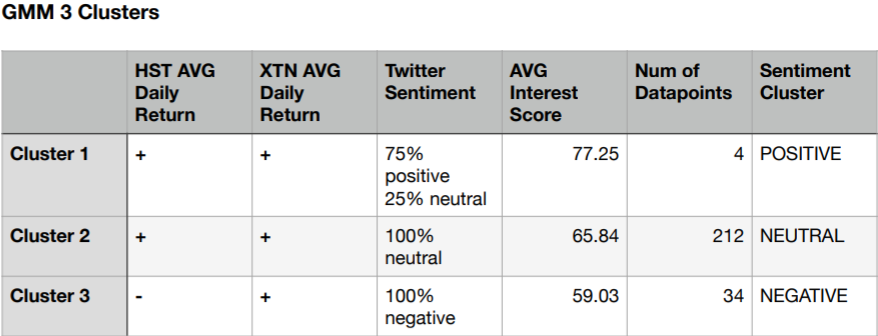 GMM 3 Clusters
HST AVG Daily Return | XTN AVG Daily Return | Twitter Sentiment | AVG Interest Score | Num of Datapoints | Sentiment Cluster
Cluster 1 | + | + | 75% positive 25% neutral | 77.25 | 4 | POSITIVE
Cluster 2 | + | + | 100% neutral | 65.84 | 212 | NEUTRAL
Cluster 3 | - | + | 100% negative | 59.03 | 34 | NEGATIVE